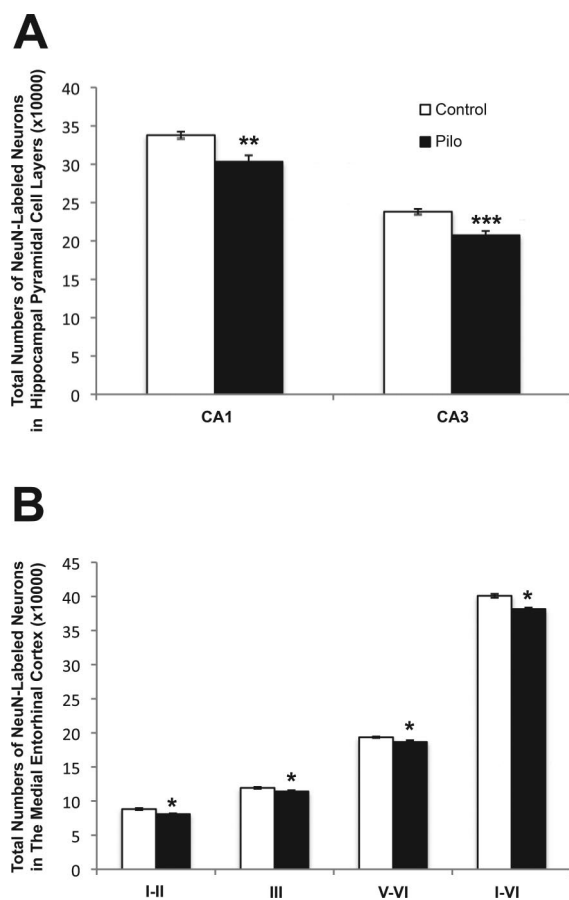 A
Total Numbers of NeuN-Labeled Neurons
in Hippocampal Pyramidal Cell Layers (x10000)
40
35
30
25
20
15
10
5
0
Control
Pilo
**
***
CA1
CA3
B
Total Numbers of NeuN-Labeled Neurons
in The Medial Entorhinal Cortex (x10000)
45
40
35
30
25
20
15
10
5
0
*
*
*
*
I-II
III
V-VI
I-VI